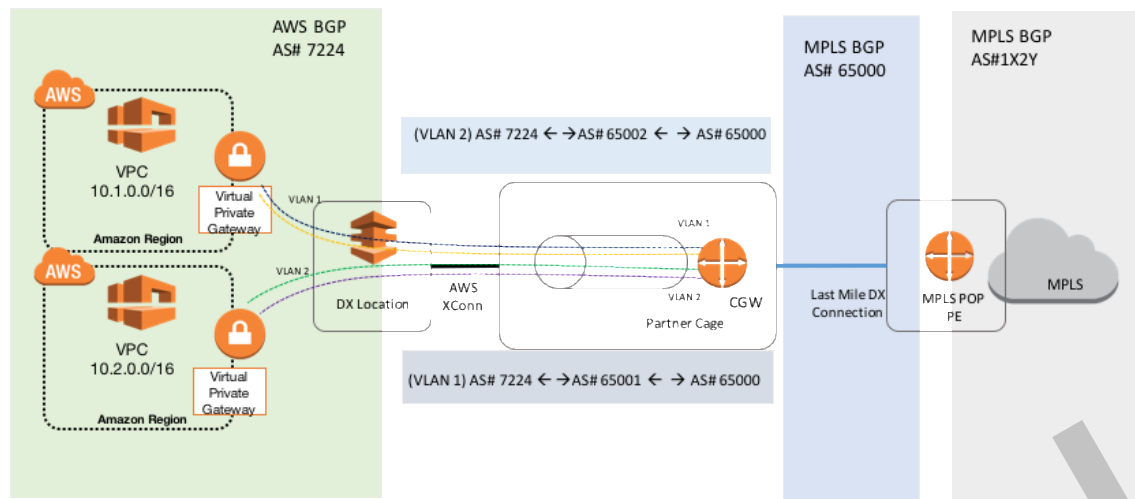 AWS BGP
AS# 7224
MPLS BGP
AS# 65000
MPLS BGP
AS#1X2Y
AWS
VPC
10.1.0.0/16
Virtual
Private
Gateway
Amazon Region
AWS
VPC
10.2.0.0/16
Virtual
Private
Gateway
Amazon Region
VLAN 1
VLAN 2
DX Location
AWS
XConn
(VLAN 2) AS# 7224 ← → AS# 65002 ← → AS# 65000
VLAN 1
VLAN 2
CGW
Partner Cage
(VLAN 1) AS# 7224 ← → AS# 65001 ← → AS# 65000
Last Mile DX
Connection
MPLS POP
PE
MPLS